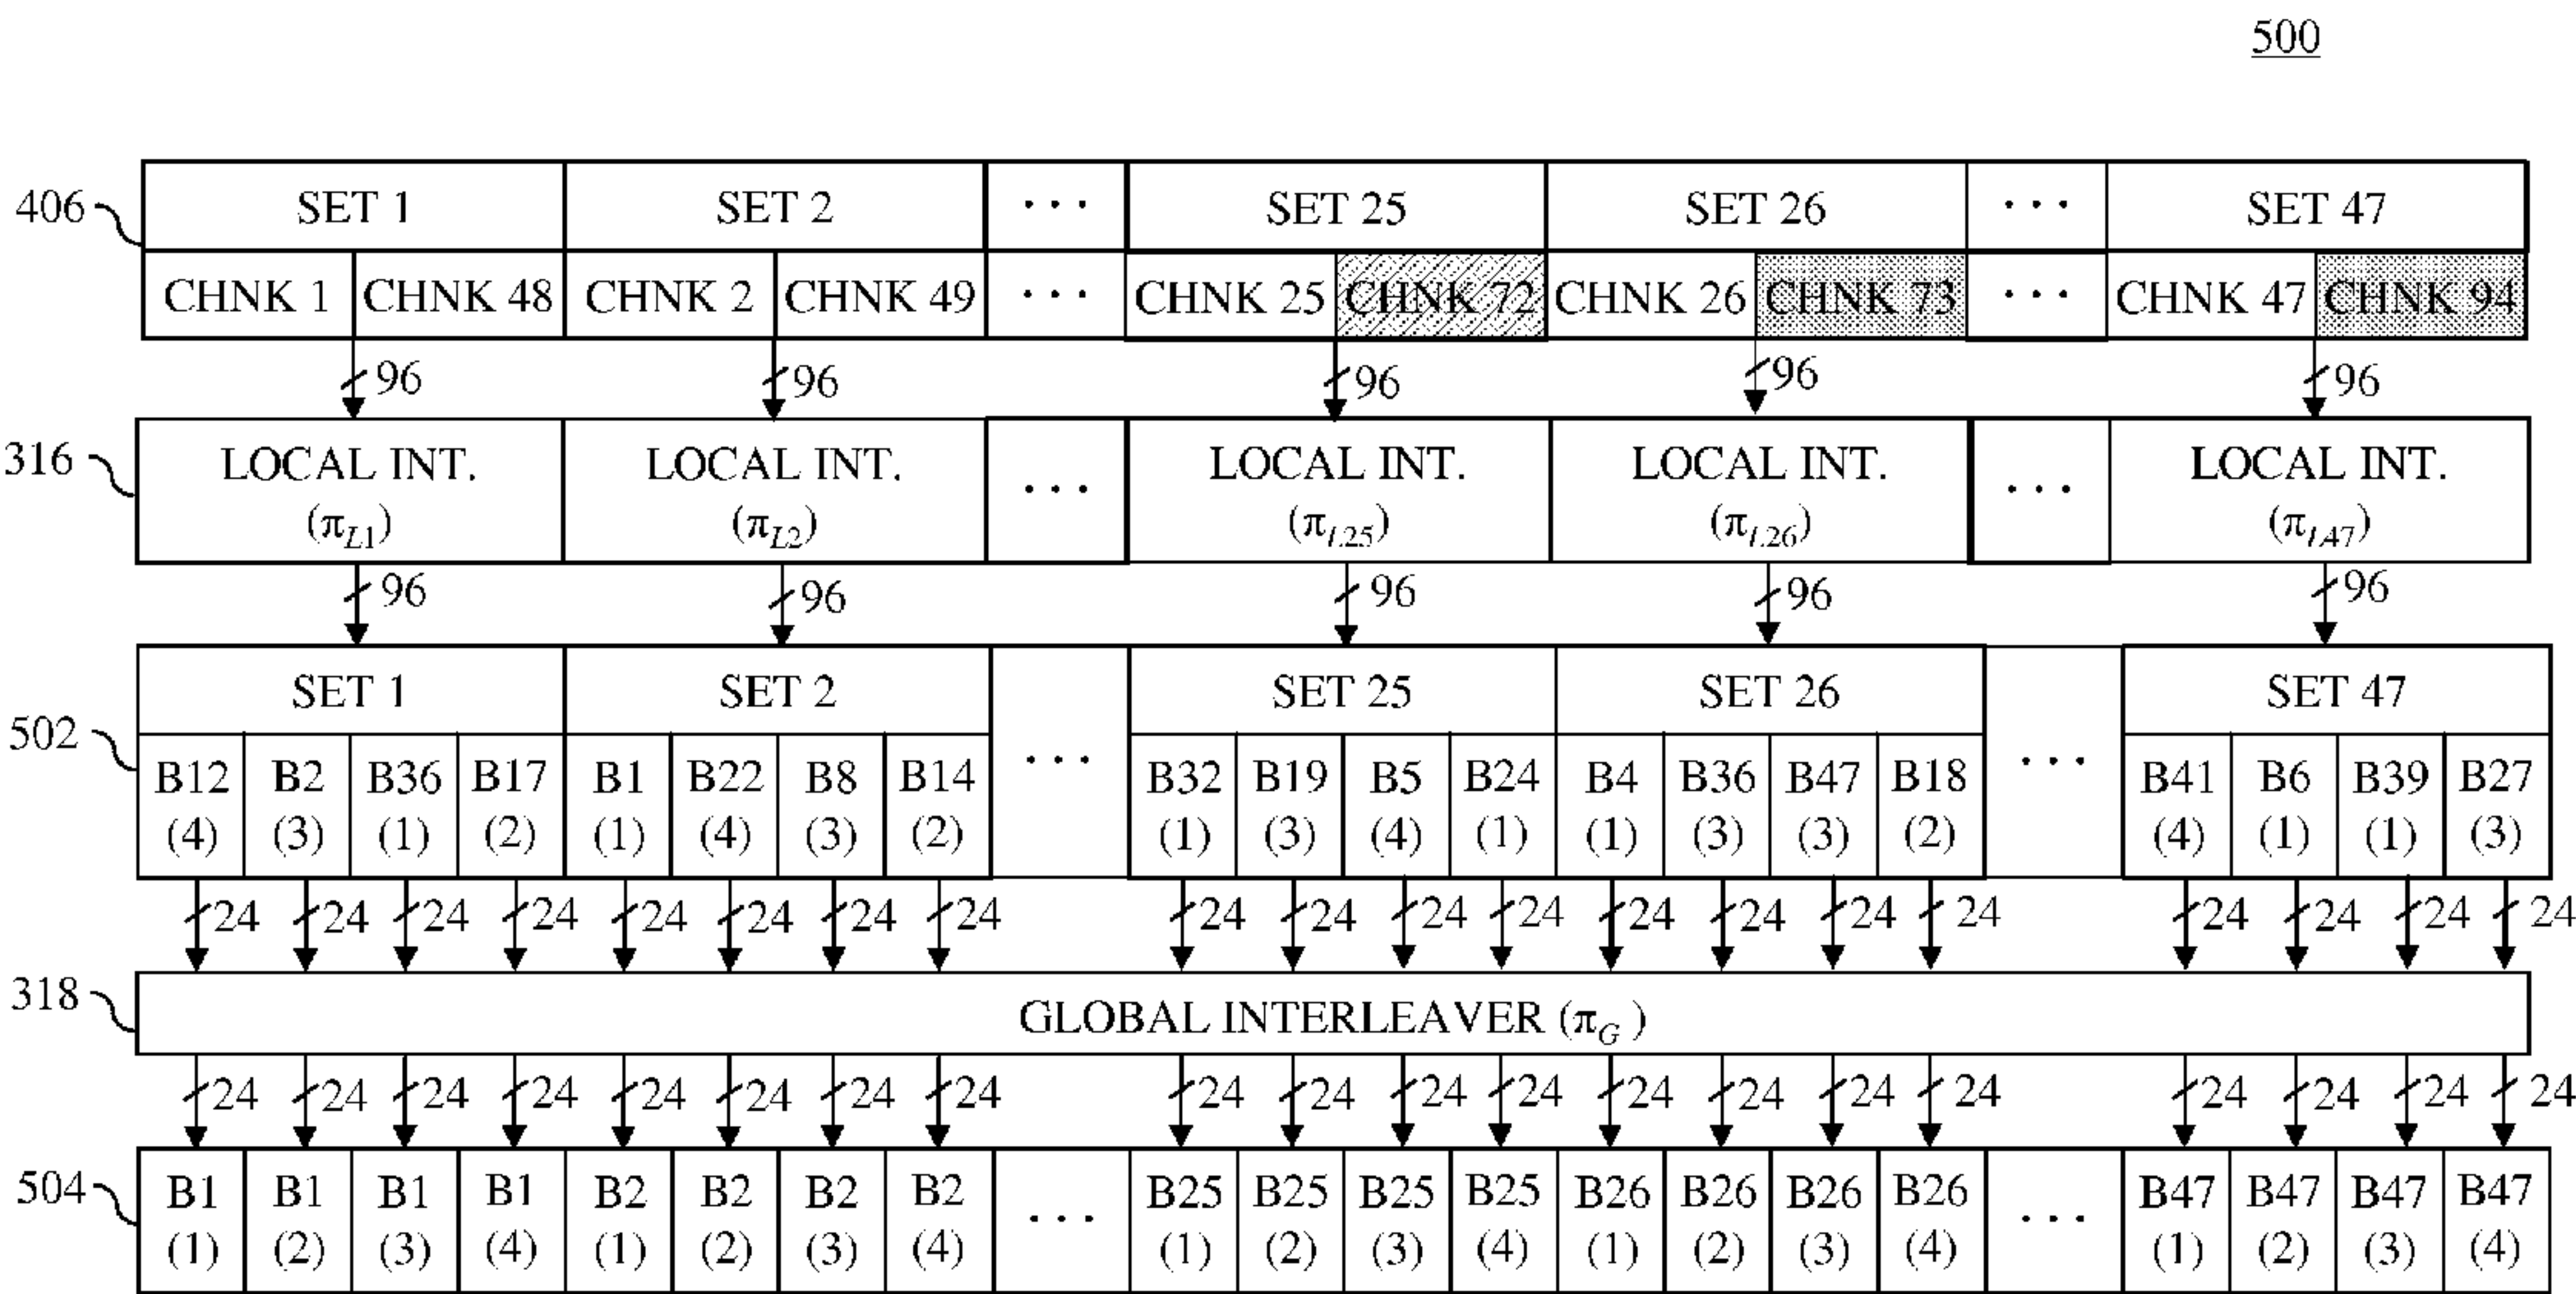 500
406 SET 1 SET 2 ··· SET 25 SET 26 ··· SET 47
CHNK 1 CHNK 48 CHNK 2 CHNK 49 ··· CHNK 25 CHNK 72 CHNK 26 CHNK 73 ··· CHNK 47 CHNK 94
96 96 96 96 96
316 LOCAL INT. LOCAL INT. ··· LOCAL INT. LOCAL INT. ··· LOCAL INT.
(πL1) (πL2) (πL25) (πL26) (πL47)
96 96 96 96 96
SET 1 SET 2 SET 25 SET 26 SET 47
502 B12 B2 B36 B17 B1 B22 B8 B14 ··· B32 B19 B5 B24 B4 B36 B47 B18 ··· B41 B6 B39 B27
(4) (3) (1) (2) (1) (4) (3) (2) (1) (3) (4) (1) (1) (3) (3) (2) (4) (1) (1) (3)
24 24 24 24 24 24 24 24 24 24 24 24 24 24 24 24 24 24 24 24
318 GLOBAL INTERLEAVER (πG )
24 24 24 24 24 24 24 24 24 24 24 24 24 24 24 24 24 24 24 24
504 B1 B1 B1 B1 B2 B2 B2 B2 ··· B25 B25 B25 B25 B26 B26 B26 B26 ··· B47 B47 B47 B47
(1) (2) (3) (4) (1) (2) (3) (4) (1) (2) (3) (4) (1) (2) (3) (4) (1) (2) (3) (4)